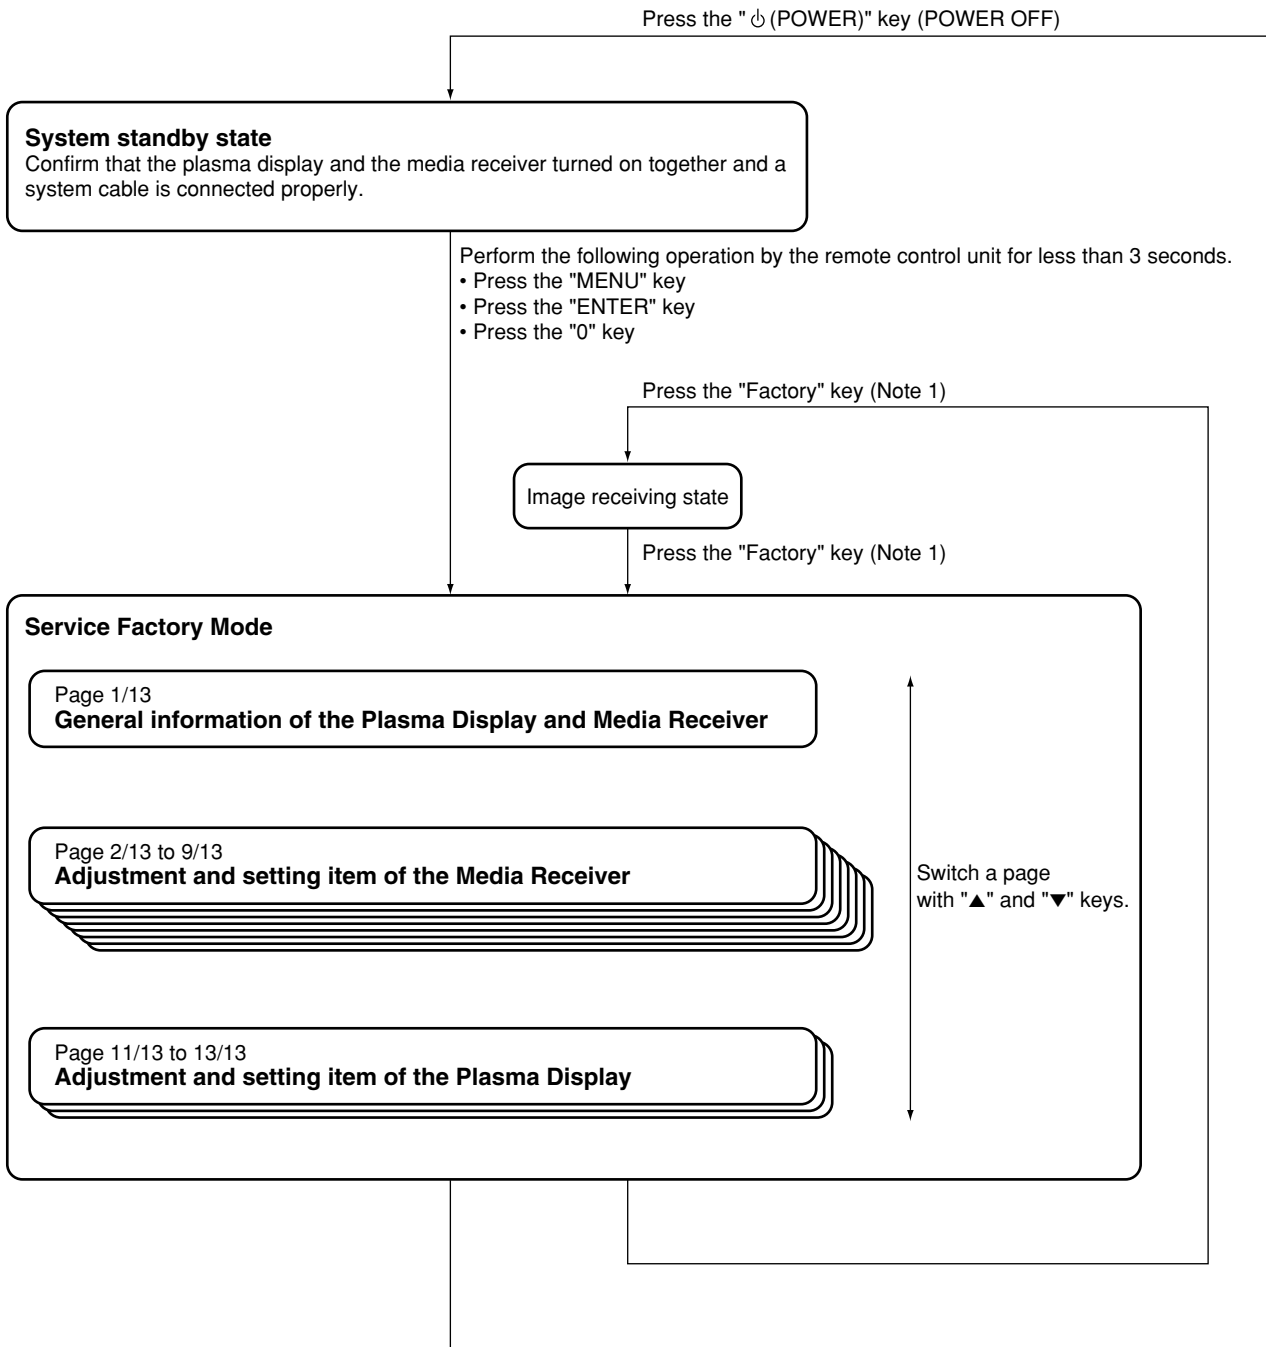 Press the "⏻ (POWER)" key (POWER OFF)
System standby state
Confirm that the plasma display and the media receiver turned on together and a
system cable is connected properly.
Perform the following operation by the remote control unit for less than 3 seconds.
• Press the "MENU" key
• Press the "ENTER" key
• Press the "0" key
Press the "Factory" key (Note 1)
Image receiving state
Press the "Factory" key (Note 1)
Service Factory Mode
Page 1/13
General information of the Plasma Display and Media Receiver
Page 2/13 to 9/13
Adjustment and setting item of the Media Receiver
Switch a page
with "▲" and "▼" keys.
Page 11/13 to 13/13
Adjustment and setting item of the Plasma Display